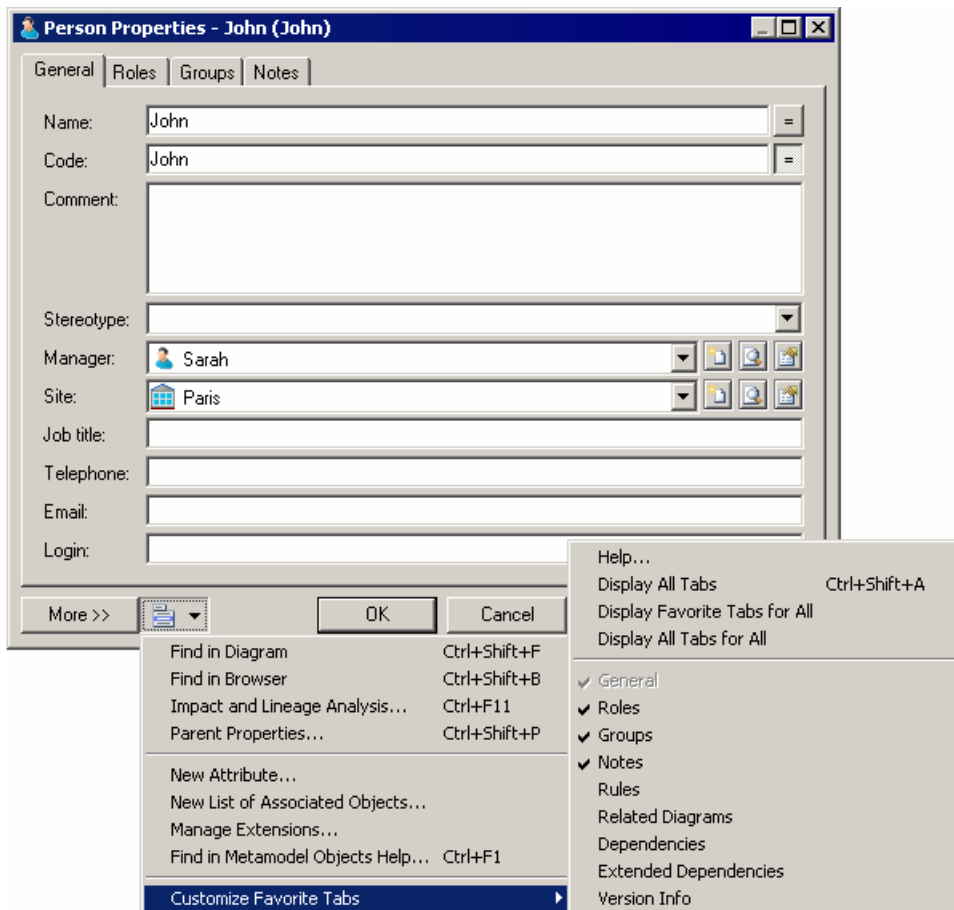 Person Properties - John (John)
General Roles Groups Notes
Name: John =
Code: John =
Comment:
Stereotype:
Manager: Sarah
Site: Paris
Job title:
Telephone:
Email:
Login:
More >> OK Cancel
Find in Diagram Ctrl+Shift+F
Find in Browser Ctrl+Shift+B
Impact and Lineage Analysis... Ctrl+F11
Parent Properties... Ctrl+Shift+P
New Attribute...
New List of Associated Objects...
Manage Extensions...
Find in Metamodel Objects Help... Ctrl+F1
Customize Favorite Tabs
Help...
Display All Tabs Ctrl+Shift+A
Display Favorite Tabs for All
Display All Tabs for All
General
Roles
Groups
Notes
Rules
Related Diagrams
Dependencies
Extended Dependencies
Version Info